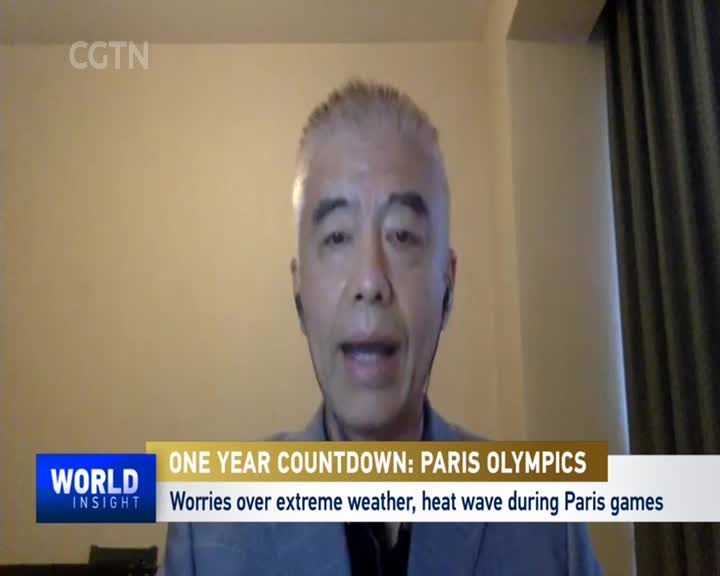 CGTN
ONE YEAR COUNTDOWN: PARIS OLYMPICS
WORLD
INSIGHT
Worries over extreme weather, heat wave during Paris games